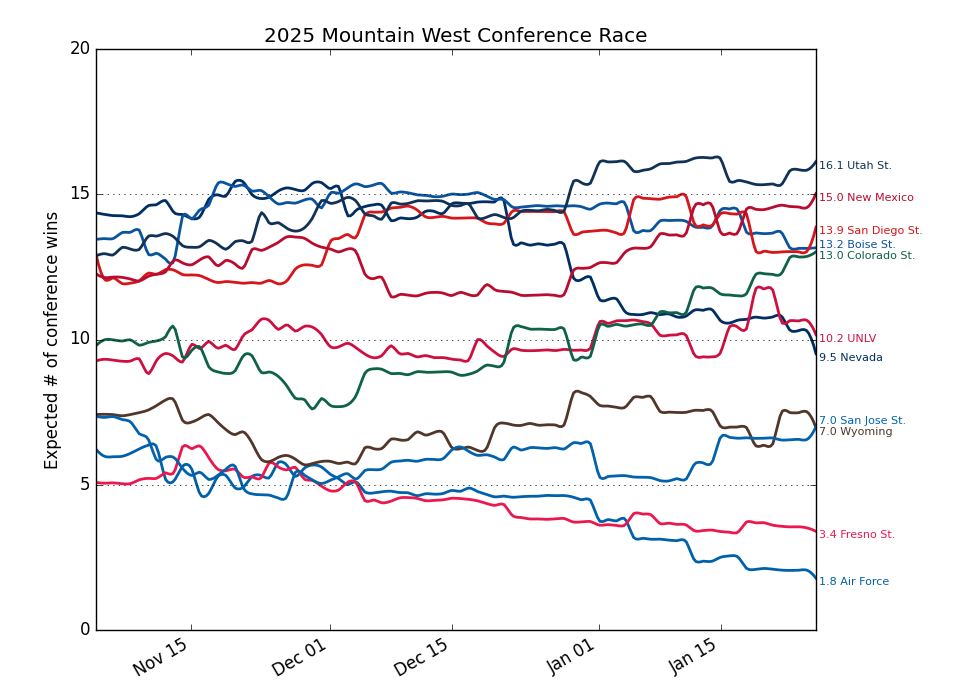 2025 Mountain West Conference Race
Expected # of conference wins
20
15
10
5
0
Nov 15
Dec 01
Dec 15
Jan 01
Jan 15
16.1 Utah St.
15.0 New Mexico
13.9 San Diego St.
13.2 Boise St.
13.0 Colorado St.
10.2 UNLV
9.5 Nevada
7.0 San Jose St.
7.0 Wyoming
3.4 Fresno St.
1.8 Air Force